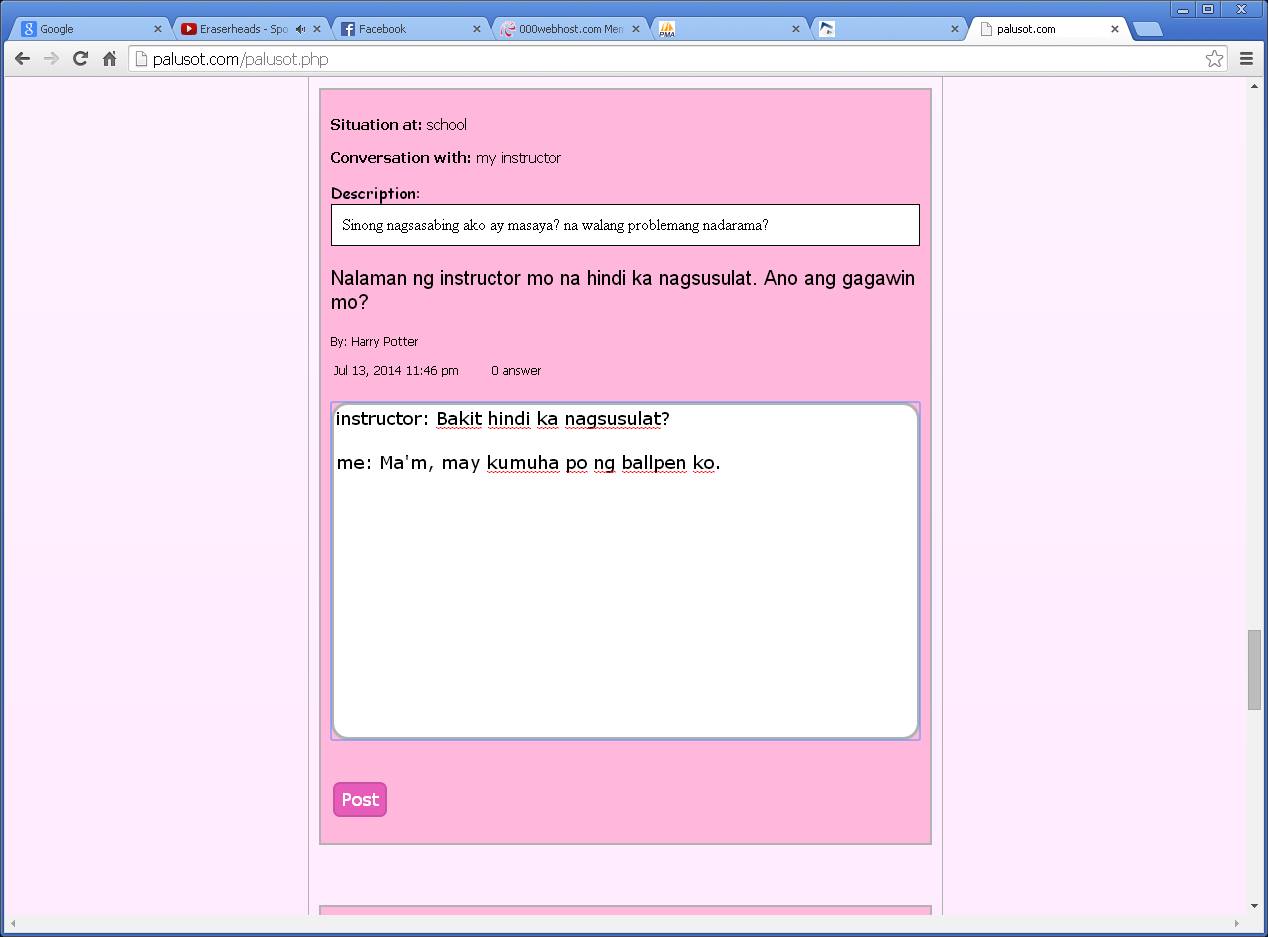 Google
Eraserheads - Spo
Facebook
000webhost.com Mem
PMA
palusot.com
palusot.com/palusot.php
Situation at: school
Conversation with: my instructor
Description:
Sinong nagsasabing ako ay masaya? na walang problemang nadarama?
Nalaman ng instructor mo na hindi ka nagsusulat. Ano ang gagawin
mo?
By: Harry Potter
Jul 13, 2014 11:46 pm 0 answer
instructor: Bakit hindi ka nagsusulat?
me: Ma'm, may kumuha po ng ballpen ko.
Post